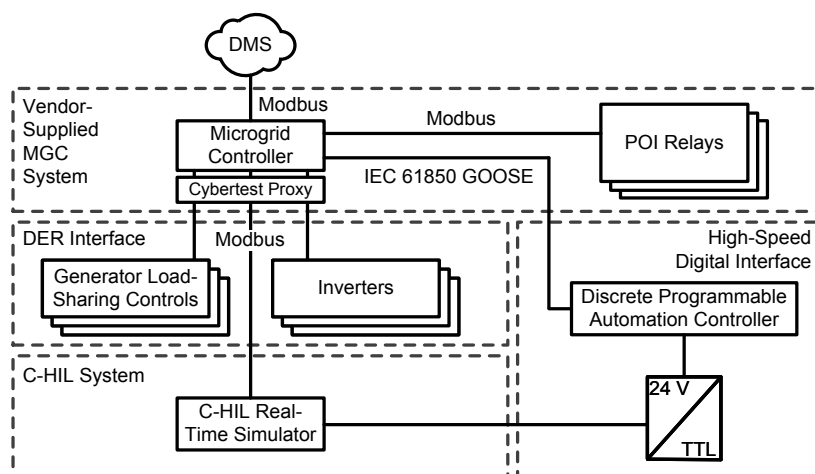 DMS
Vendor-
Supplied
MGC
System
Modbus
Microgrid
Controller
Cybertest Proxy
Modbus
IEC 61850 GOOSE
POI Relays
DER Interface
Modbus
Generator Load-
Sharing Controls
Inverters
High-Speed
Digital Interface
Discrete Programmable
Automation Controller
C-HIL System
C-HIL Real-
Time Simulator
24 V
TTL